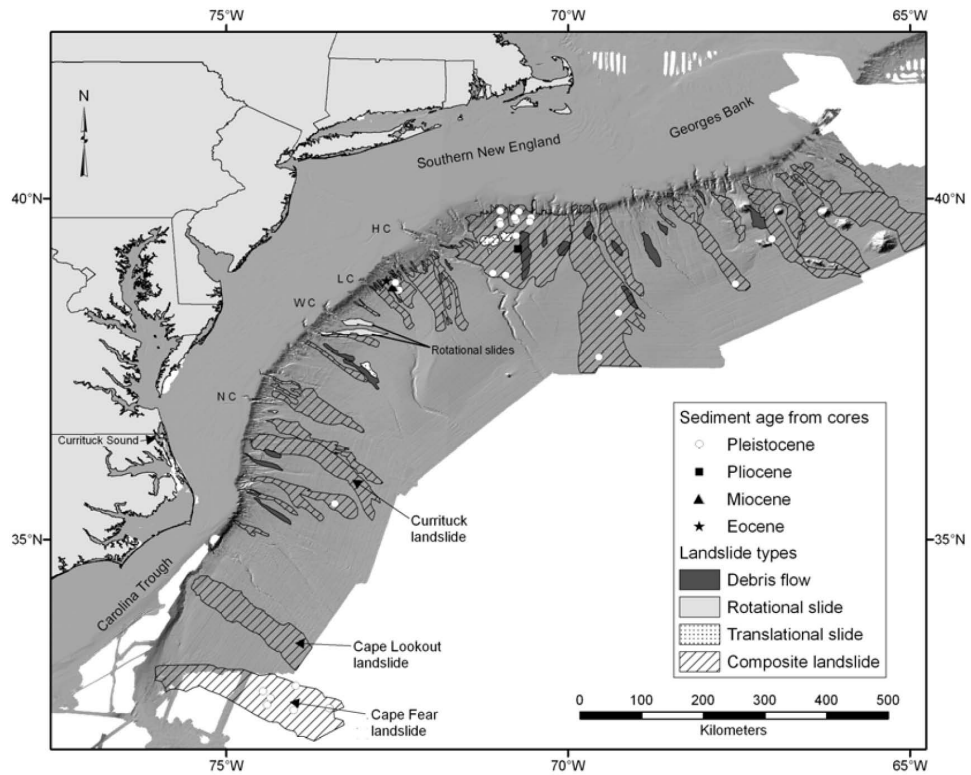 75°W
70°W
65°W
N
Georges Bank
Southern New England
40°N
40°N
H C
L C
W C
Rotational slides
N C
Currituck Sound
Currituck
landslide
35°N
35°N
Carolina Trough
Cape Lookout
landslide
Cape Fear
landslide
Sediment age from cores
Pleistocene
Pliocene
Miocene
Eocene
Landslide types
Debris flow
Rotational slide
Translational slide
Composite landslide
0 100 200 300 400 500
Kilometers
75°W
70°W
65°W